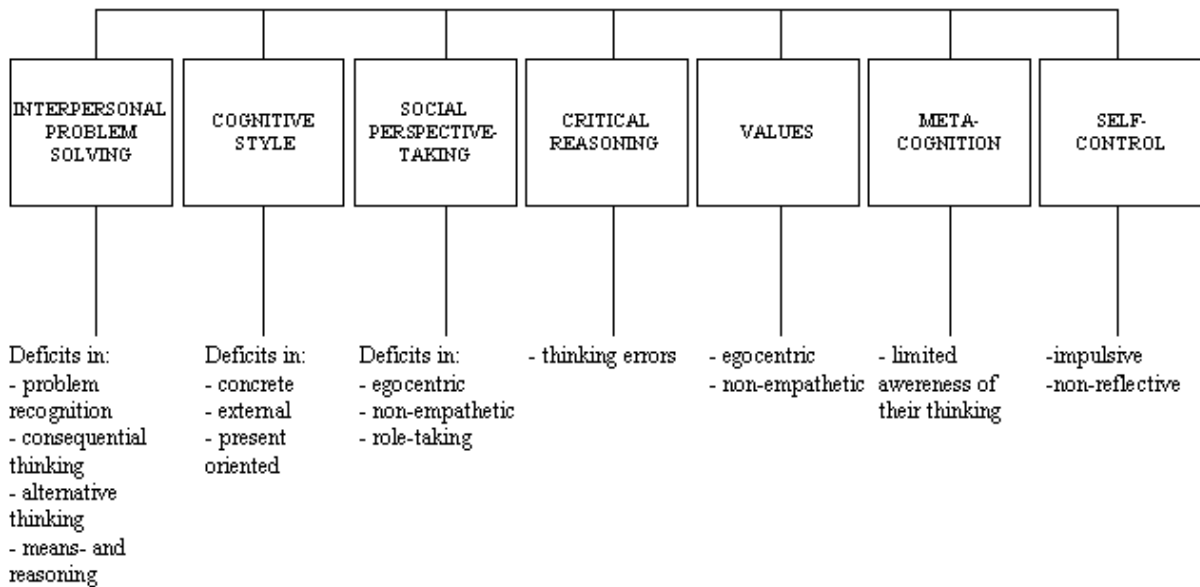 INTERPERSONAL
PROBLEM
SOLVING
COGNITIVE
STYLE
SOCIAL
PERSPECTIVE-
TAKING
CRITICAL
REASONING
VALUES
META-
COGNITION
SELF-
CONTROL
Deficits in:
- problem
recognition
- consequential
thinking
- alternative
thinking
- means- and
reasoning
Deficits in:
- concrete
- external
- present
oriented
Deficits in:
- egocentric
- non-empathetic
- role-taking
- thinking errors
- egocentric
- non-empathetic
- limited
awereness of
their thinking
-impulsive
-non-reflective